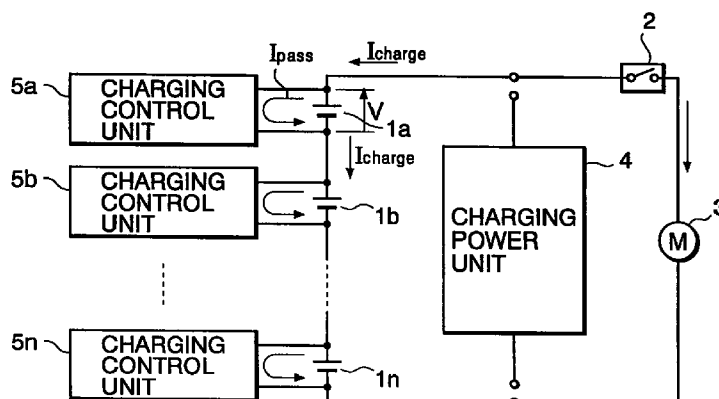 2
Ipass
Icharge
5a
CHARGING
CONTROL
UNIT
V
1a
Icharge
4
5b
CHARGING
CONTROL
UNIT
1b
CHARGING
POWER
UNIT
3
M
5n
CHARGING
CONTROL
UNIT
1n